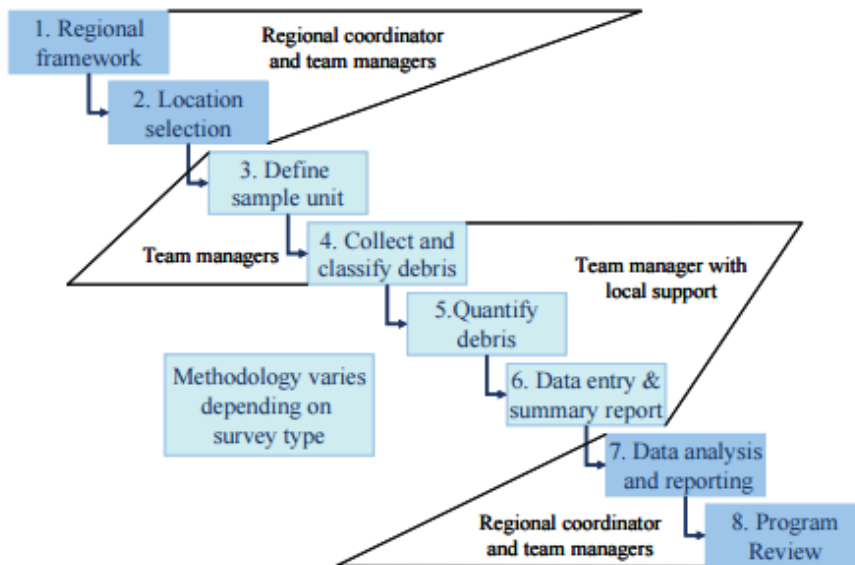 1. Regional
framework
Regional coordinator
and team managers
2. Location
selection
3. Define
sample unit
Team managers
4. Collect and
classify debris
Team manager with
local support
5.Quantify
debris
Methodology varies
depending on
survey type
6. Data entry &
summary report
7. Data analysis
and reporting
Regional coordinator
and team managers
8. Program
Review